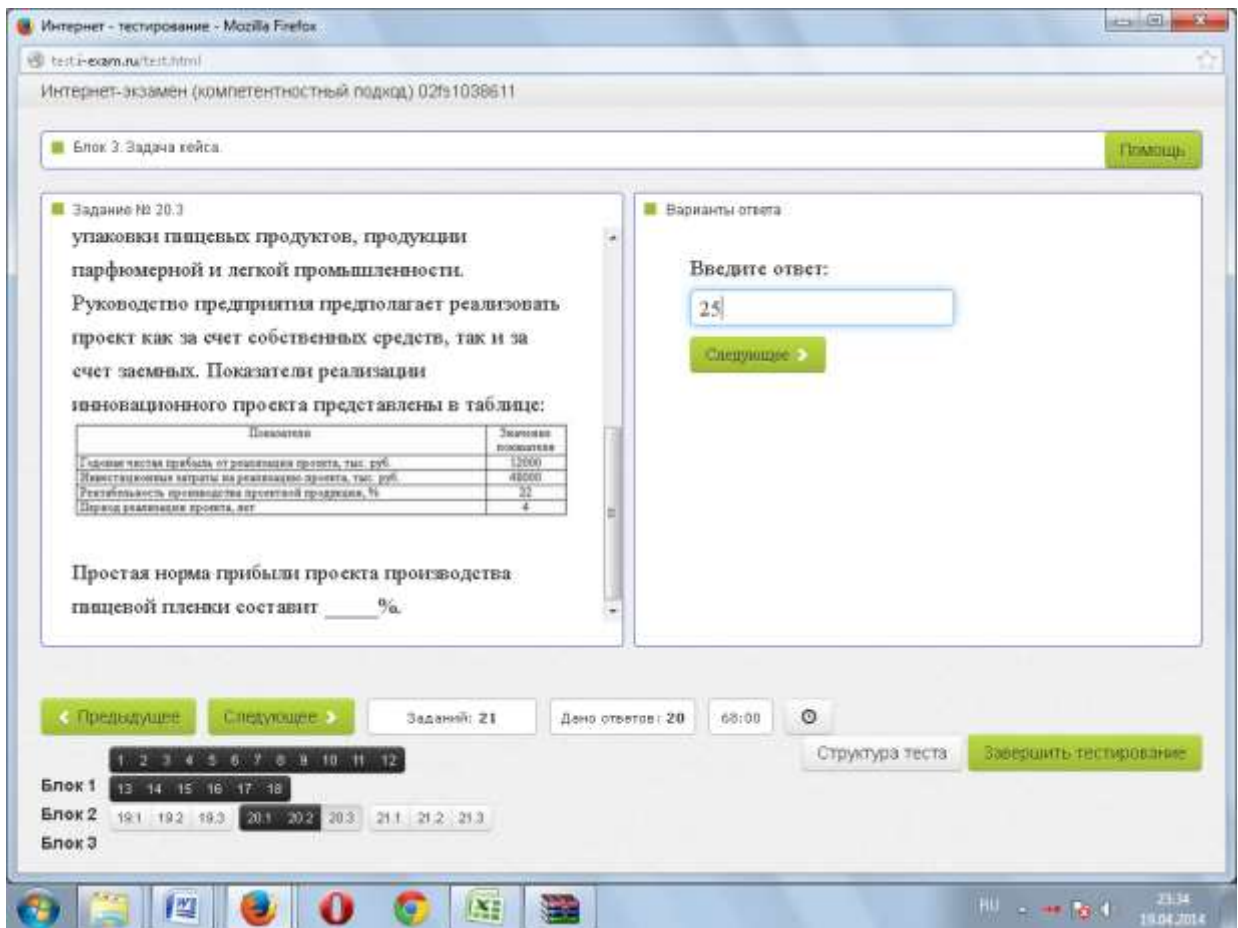 Интернет - тестирование - Mozilla Firefox
test.i-exam.ru/test.html
Интернет-экзамен (компетентностный подход) 02fs1038611
Блок 3. Задача кейса
Помощь
Задание № 20.3
упаковки пищевых продуктов, продукции
парфюмерной и легкой промышленности.
Руководство предприятия предполагает реализовать
проект как за счет собственных средств, так и за
счет заемных. Показатели реализации
инновационного проекта представлены в таблице:
Показатели Значение показателя
Годовая чистая прибыль от реализации проекта, тыс. руб. 12000
Инвестиционные затраты на реализацию проекта, тыс. руб. 48000
Рентабельность производства проектной продукции, % 22
Период реализации проекта, лет 4
Простая норма прибыли проекта производства
пищевой пленки составит _____%.
Варианты ответа
Введите ответ:
25
Следующее
Предыдущее Следующее Заданий: 21 Дано ответов: 20 68:00
Структура теста Завершить тестирование
1 2 3 4 5 6 7 8 9 10 11 12
Блок 1 13 14 15 16 17 18
Блок 2 19.1 19.2 19.3 20.1 20.2 20.3 21.1 21.2 21.3
Блок 3
RU 23:34
19.04.2014